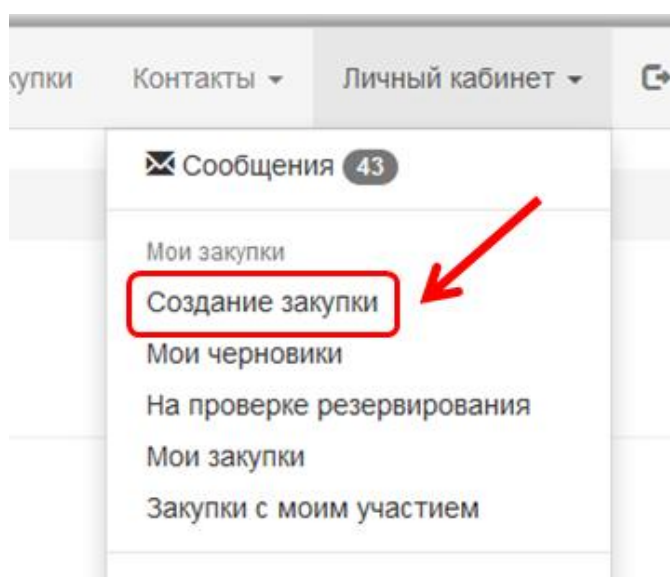 купки Контакты Личный кабинет
Сообщения 43
Мои закупки
Создание закупки
Мои черновики
На проверке резервирования
Мои закупки
Закупки с моим участием